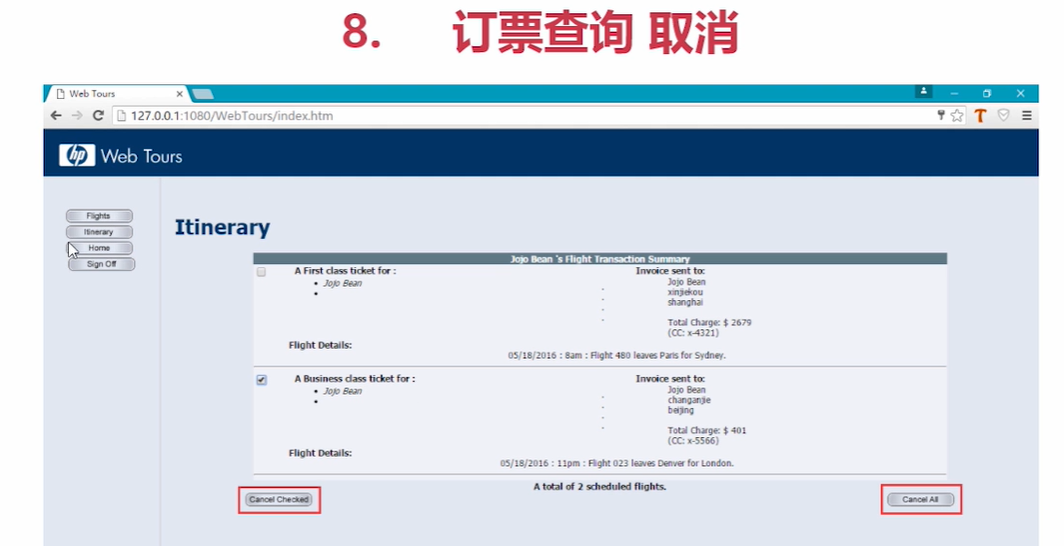 8. 订票查询 取消
Web Tours
127.0.0.1:1080/WebTours/index.htm
hp Web Tours
Flights
Itinerary
Home
Sign Off
Itinerary
Jojo Bean 's Flight Transaction Summary
A First class ticket for :
Jojo Bean
Invoice sent to:
Jojo Bean
xinjiekou
shanghai
Total Charge: $ 2679
(CC: x-4321)
Flight Details:
05/18/2016 : 8am : Flight 480 leaves Paris for Sydney.
A Business class ticket for :
Jojo Bean
Invoice sent to:
Jojo Bean
changanjie
beijing
Total Charge: $ 401
(CC: x-5566)
Flight Details:
05/18/2016 : 11pm : Flight 023 leaves Denver for London.
A total of 2 scheduled flights.
Cancel Checked
Cancel All